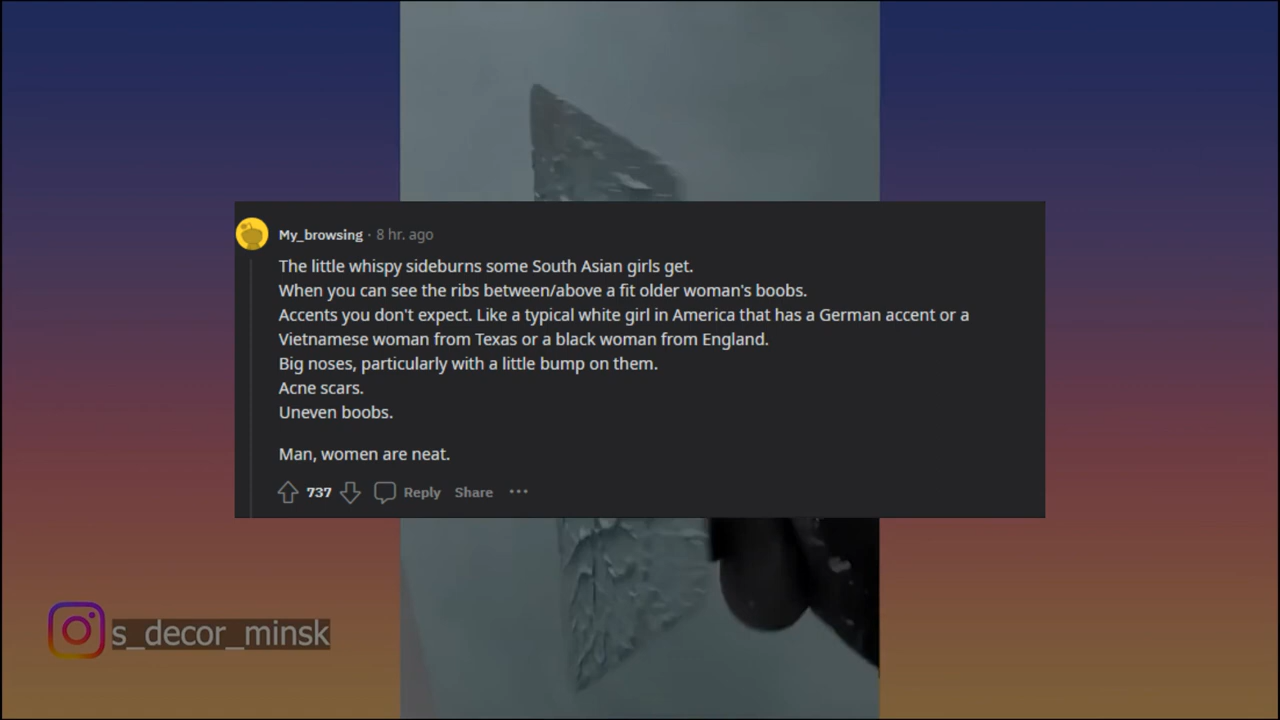 My_browsing · 8 hr. ago
The little whispy sideburns some South Asian girls get.
When you can see the ribs between/above a fit older woman's boobs.
Accents you don't expect. Like a typical white girl in America that has a German accent or a
Vietnamese woman from Texas or a black woman from England.
Big noses, particularly with a little bump on them.
Acne scars.
Uneven boobs.
Man, women are neat.
737 Reply Share ···
s_decor_minsk